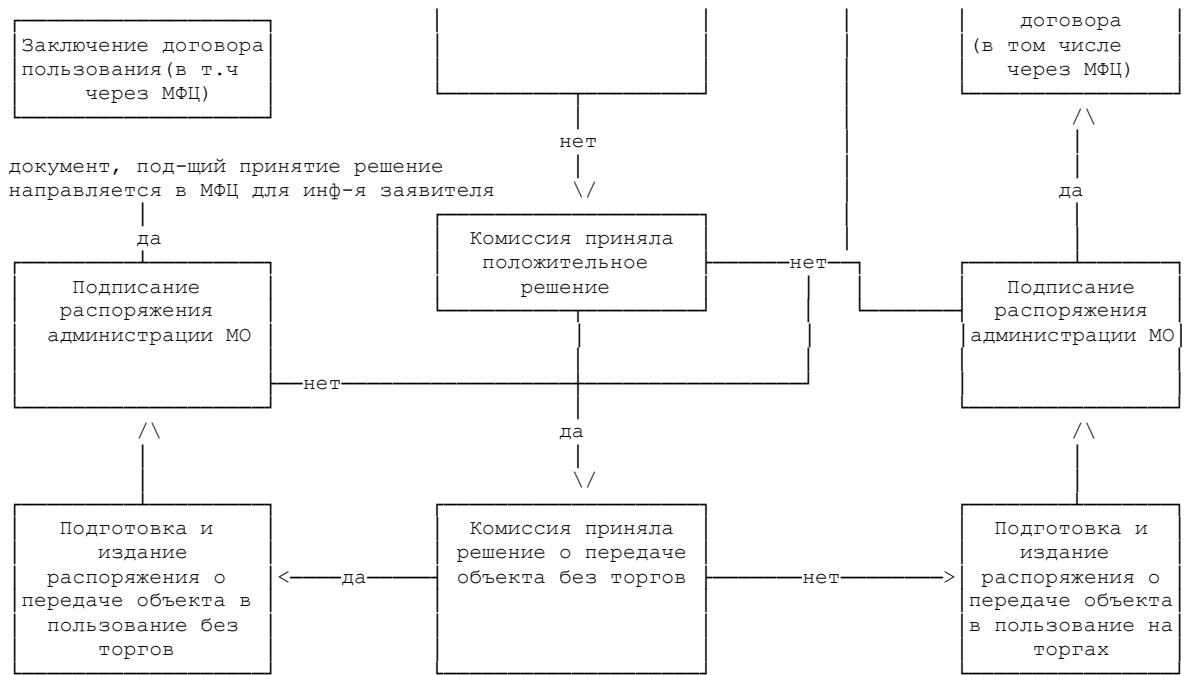 Заключение договора
пользования(в т.ч
через МФЦ)
договора
(в том числе
через МФЦ)
нет
документ, под-щий принятие решение
направляется в МФЦ для инф-я заявителя
да
да
Комиссия приняла
положительное
решение
нет
Подписание
распоряжения
администрации МО
нет
Подписание
распоряжения
администрации МО
да
Подготовка и
издание
распоряжения о
передаче объекта в
пользование без
торгов
да
Комиссия приняла
решение о передаче
объекта без торгов
нет
Подготовка и
издание
распоряжения о
передаче объекта
в пользование на
торгах